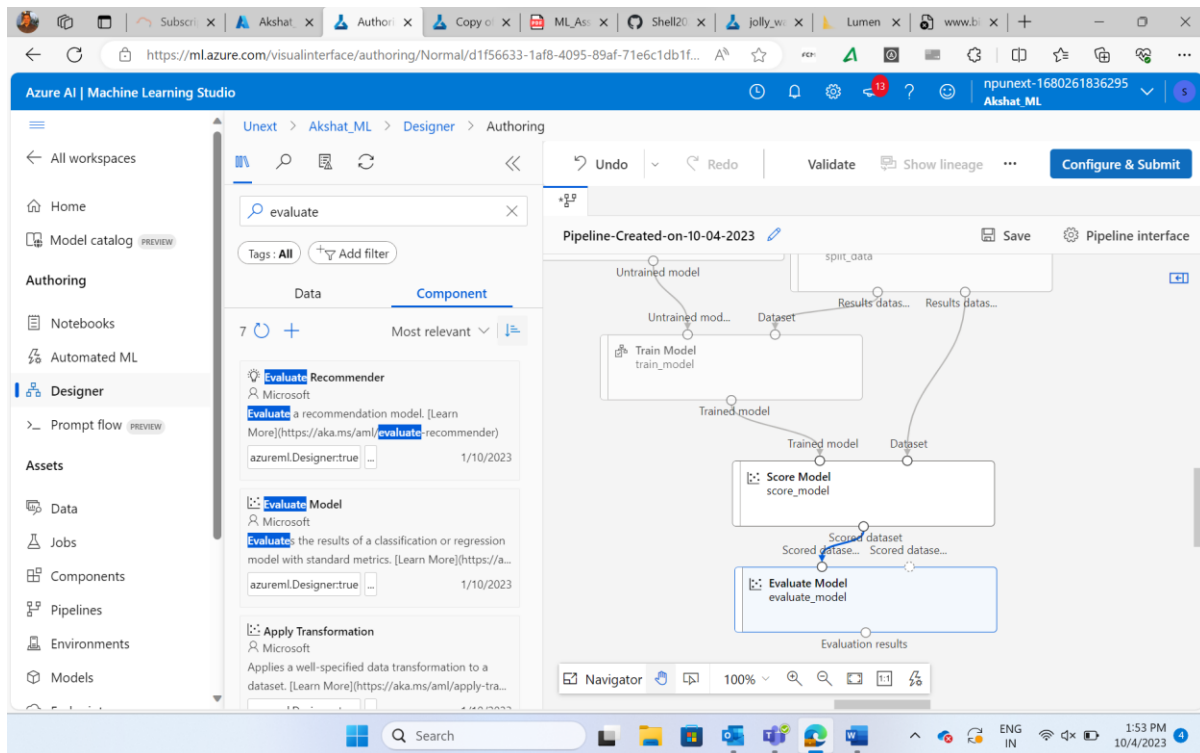 Subscrip
Akshat_
Authori
Copy of
ML_Ass
Shell20
jolly_wa
Lumen
www.bi
https://ml.azure.com/visualinterface/authoring/Normal/d1f56633-1af8-4095-89af-71e6c1db1f...
Azure AI | Machine Learning Studio
13
npunext-1680261836295
Akshat_ML
S
All workspaces
Home
Model catalog PREVIEW
Authoring
Notebooks
Automated ML
Designer
Prompt flow PREVIEW
Assets
Data
Jobs
Components
Pipelines
Environments
Models
Unext > Akshat_ML > Designer > Authoring
evaluate
Tags : All
Add filter
Data
Component
7
Most relevant
Evaluate Recommender
Microsoft
Evaluate a recommendation model. [Learn
More](https://aka.ms/aml/evaluate-recommender)
azureml.Designer:true ... 1/10/2023
Evaluate Model
Microsoft
Evaluates the results of a classification or regression
model with standard metrics. [Learn More](https://a...
azureml.Designer:true ... 1/10/2023
Apply Transformation
Microsoft
Applies a well-specified data transformation to a
dataset. [Learn More](https://aka.ms/aml/apply-tra...
Undo
Redo
Validate
Show lineage
...
Configure & Submit
Pipeline-Created-on-10-04-2023
Save
Pipeline interface
split_data
Untrained model
Results datas... Results datas...
Untrained mod... Dataset
Train Model
train_model
Trained model
Trained model Dataset
Score Model
score_model
Scored dataset
Scored datase... Scored datase...
Evaluate Model
evaluate_model
Evaluation results
Navigator
100%
1:1
Search
ENG
IN
1:53 PM
10/4/2023
4